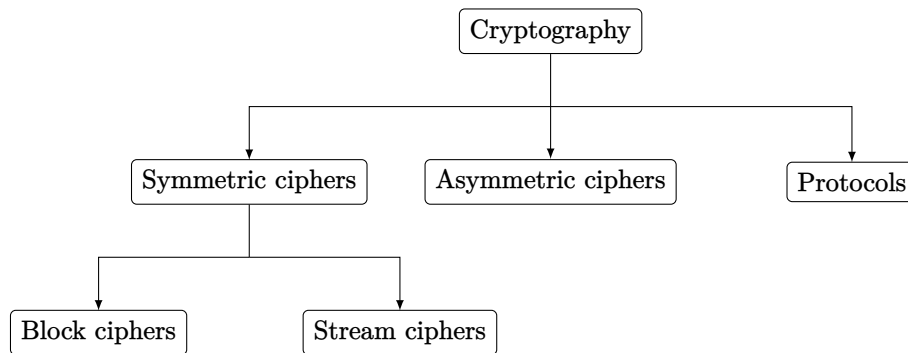 Cryptography
Symmetric ciphers
Asymmetric ciphers
Protocols
Block ciphers
Stream ciphers